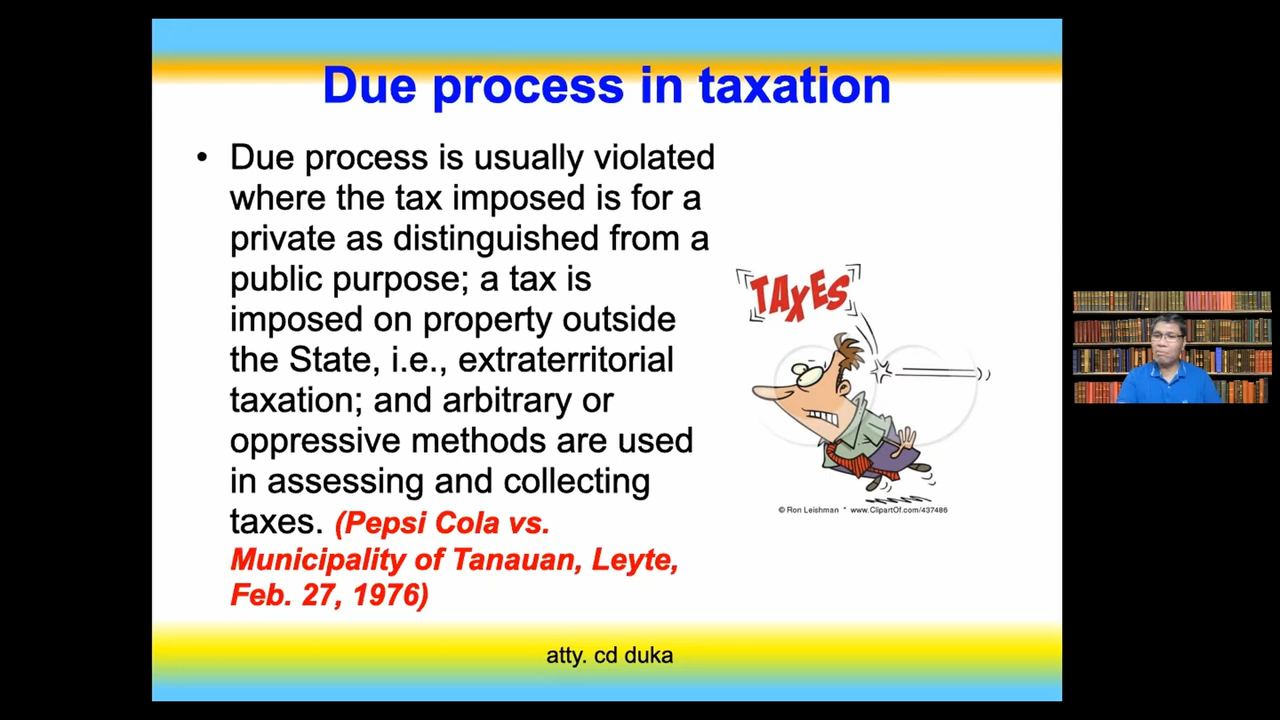 Due process in taxation
• Due process is usually violated
where the tax imposed is for a
private as distinguished from a
public purpose; a tax is
imposed on property outside
the State, i.e., extraterritorial
taxation; and arbitrary or
oppressive methods are used
in assessing and collecting
taxes. (Pepsi Cola vs.
Municipality of Tanauan, Leyte,
Feb. 27, 1976)
TAXES
© Ron Leishman * www.ClipartOf.com/437486
atty. cd duka